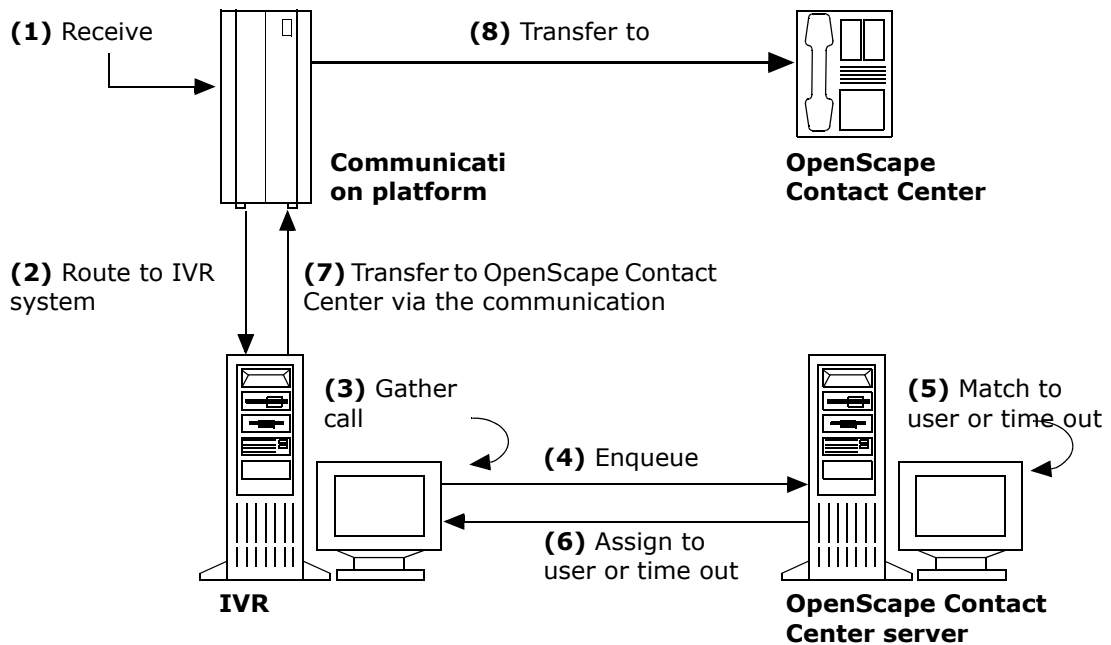 (1) Receive
(8) Transfer to
Communicati
on platform
OpenScape
Contact Center
(2) Route to IVR
system
(7) Transfer to OpenScape Contact
Center via the communication
(3) Gather
call
(5) Match to
user or time out
(4) Enqueue
(6) Assign to
user or time out
IVR
OpenScape Contact
Center server